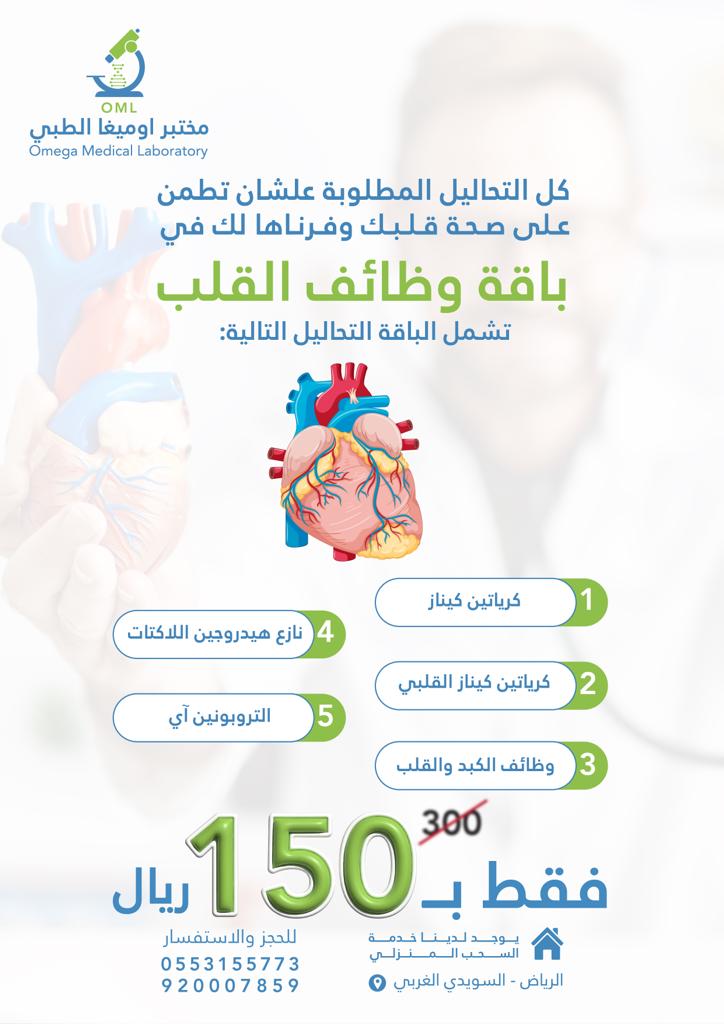 OML
مختبر اوميغا الطبي
Omega Medical Laboratory
كل التحاليل المطلوبة علشان تطمن
على صحة قلبك وفرناها لك في
باقة وظائف القلب
تشمل الباقة التحاليل التالية:
1 كرياتين كيناز
2 كرياتين كيناز القلبي
3 وظائف الكبد والقلب
4 نازع هيدروجين اللاكتات
5 التروبونين آي
300
فقط بـ 150 ريال
يوجد لدينا خدمة
السحب المنزلي
الرياض - السويدي الغربي
للحجز والاستفسار
0553155773
920007859